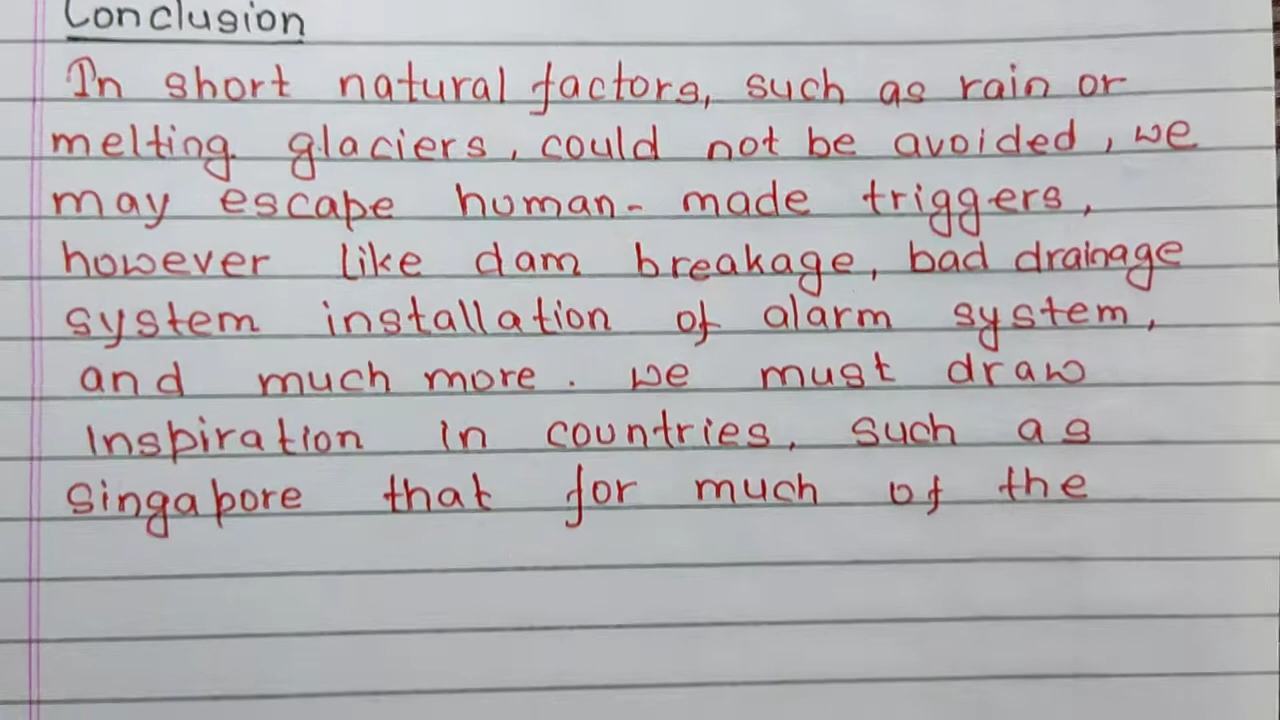 Conclusion
In short natural factors, such as rain or
melting glaciers, could not be avoided, we
may escape human-made triggers,
however like dam breakage, bad drainage
system installation of alarm system,
and much more. we must draw
Inspiration in countries, such as
singapore that for much of the